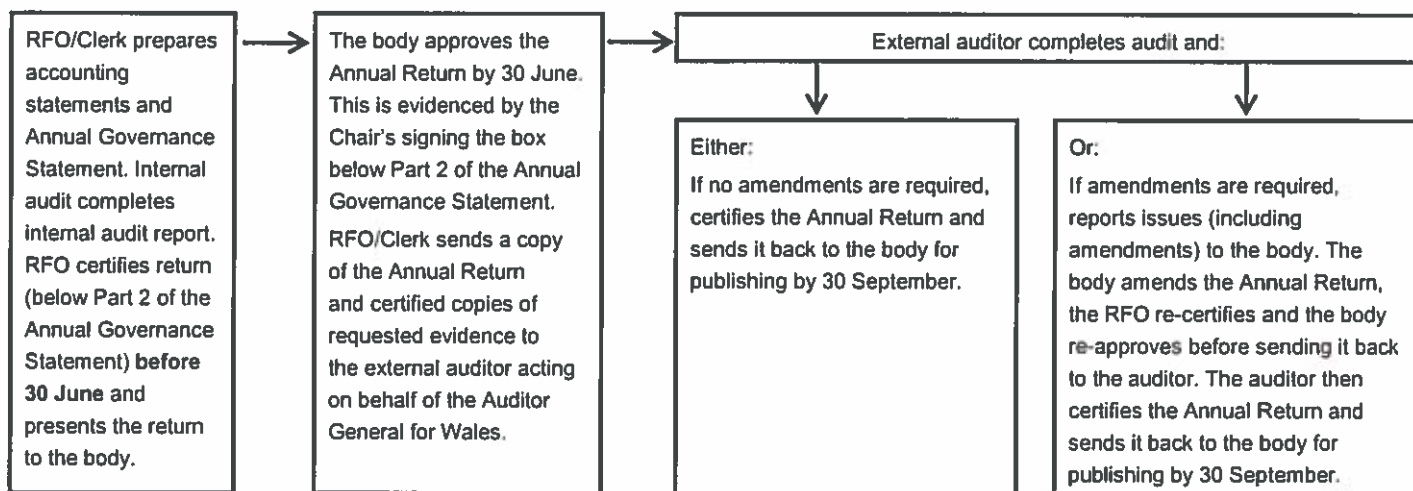 RFO/Clerk prepares
accounting
statements and
Annual Governance
Statement. Internal
audit completes
internal audit report.
RFO certifies return
(below Part 2 of the
Annual Governance
Statement) before
30 June and
presents the return
to the body.
The body approves the
Annual Return by 30 June.
This is evidenced by the
Chair's signing the box
below Part 2 of the Annual
Governance Statement.
RFO/Clerk sends a copy
of the Annual Return
and certified copies of
requested evidence to
the external auditor acting
on behalf of the Auditor
General for Wales.
External auditor completes audit and:
Either:
If no amendments are required,
certifies the Annual Return and
sends it back to the body for
publishing by 30 September.
Or:
If amendments are required,
reports issues (including
amendments) to the body. The
body amends the Annual Return,
the RFO re-certifies and the body
re-approves before sending it back
to the auditor. The auditor then
certifies the Annual Return and
sends it back to the body for
publishing by 30 September.